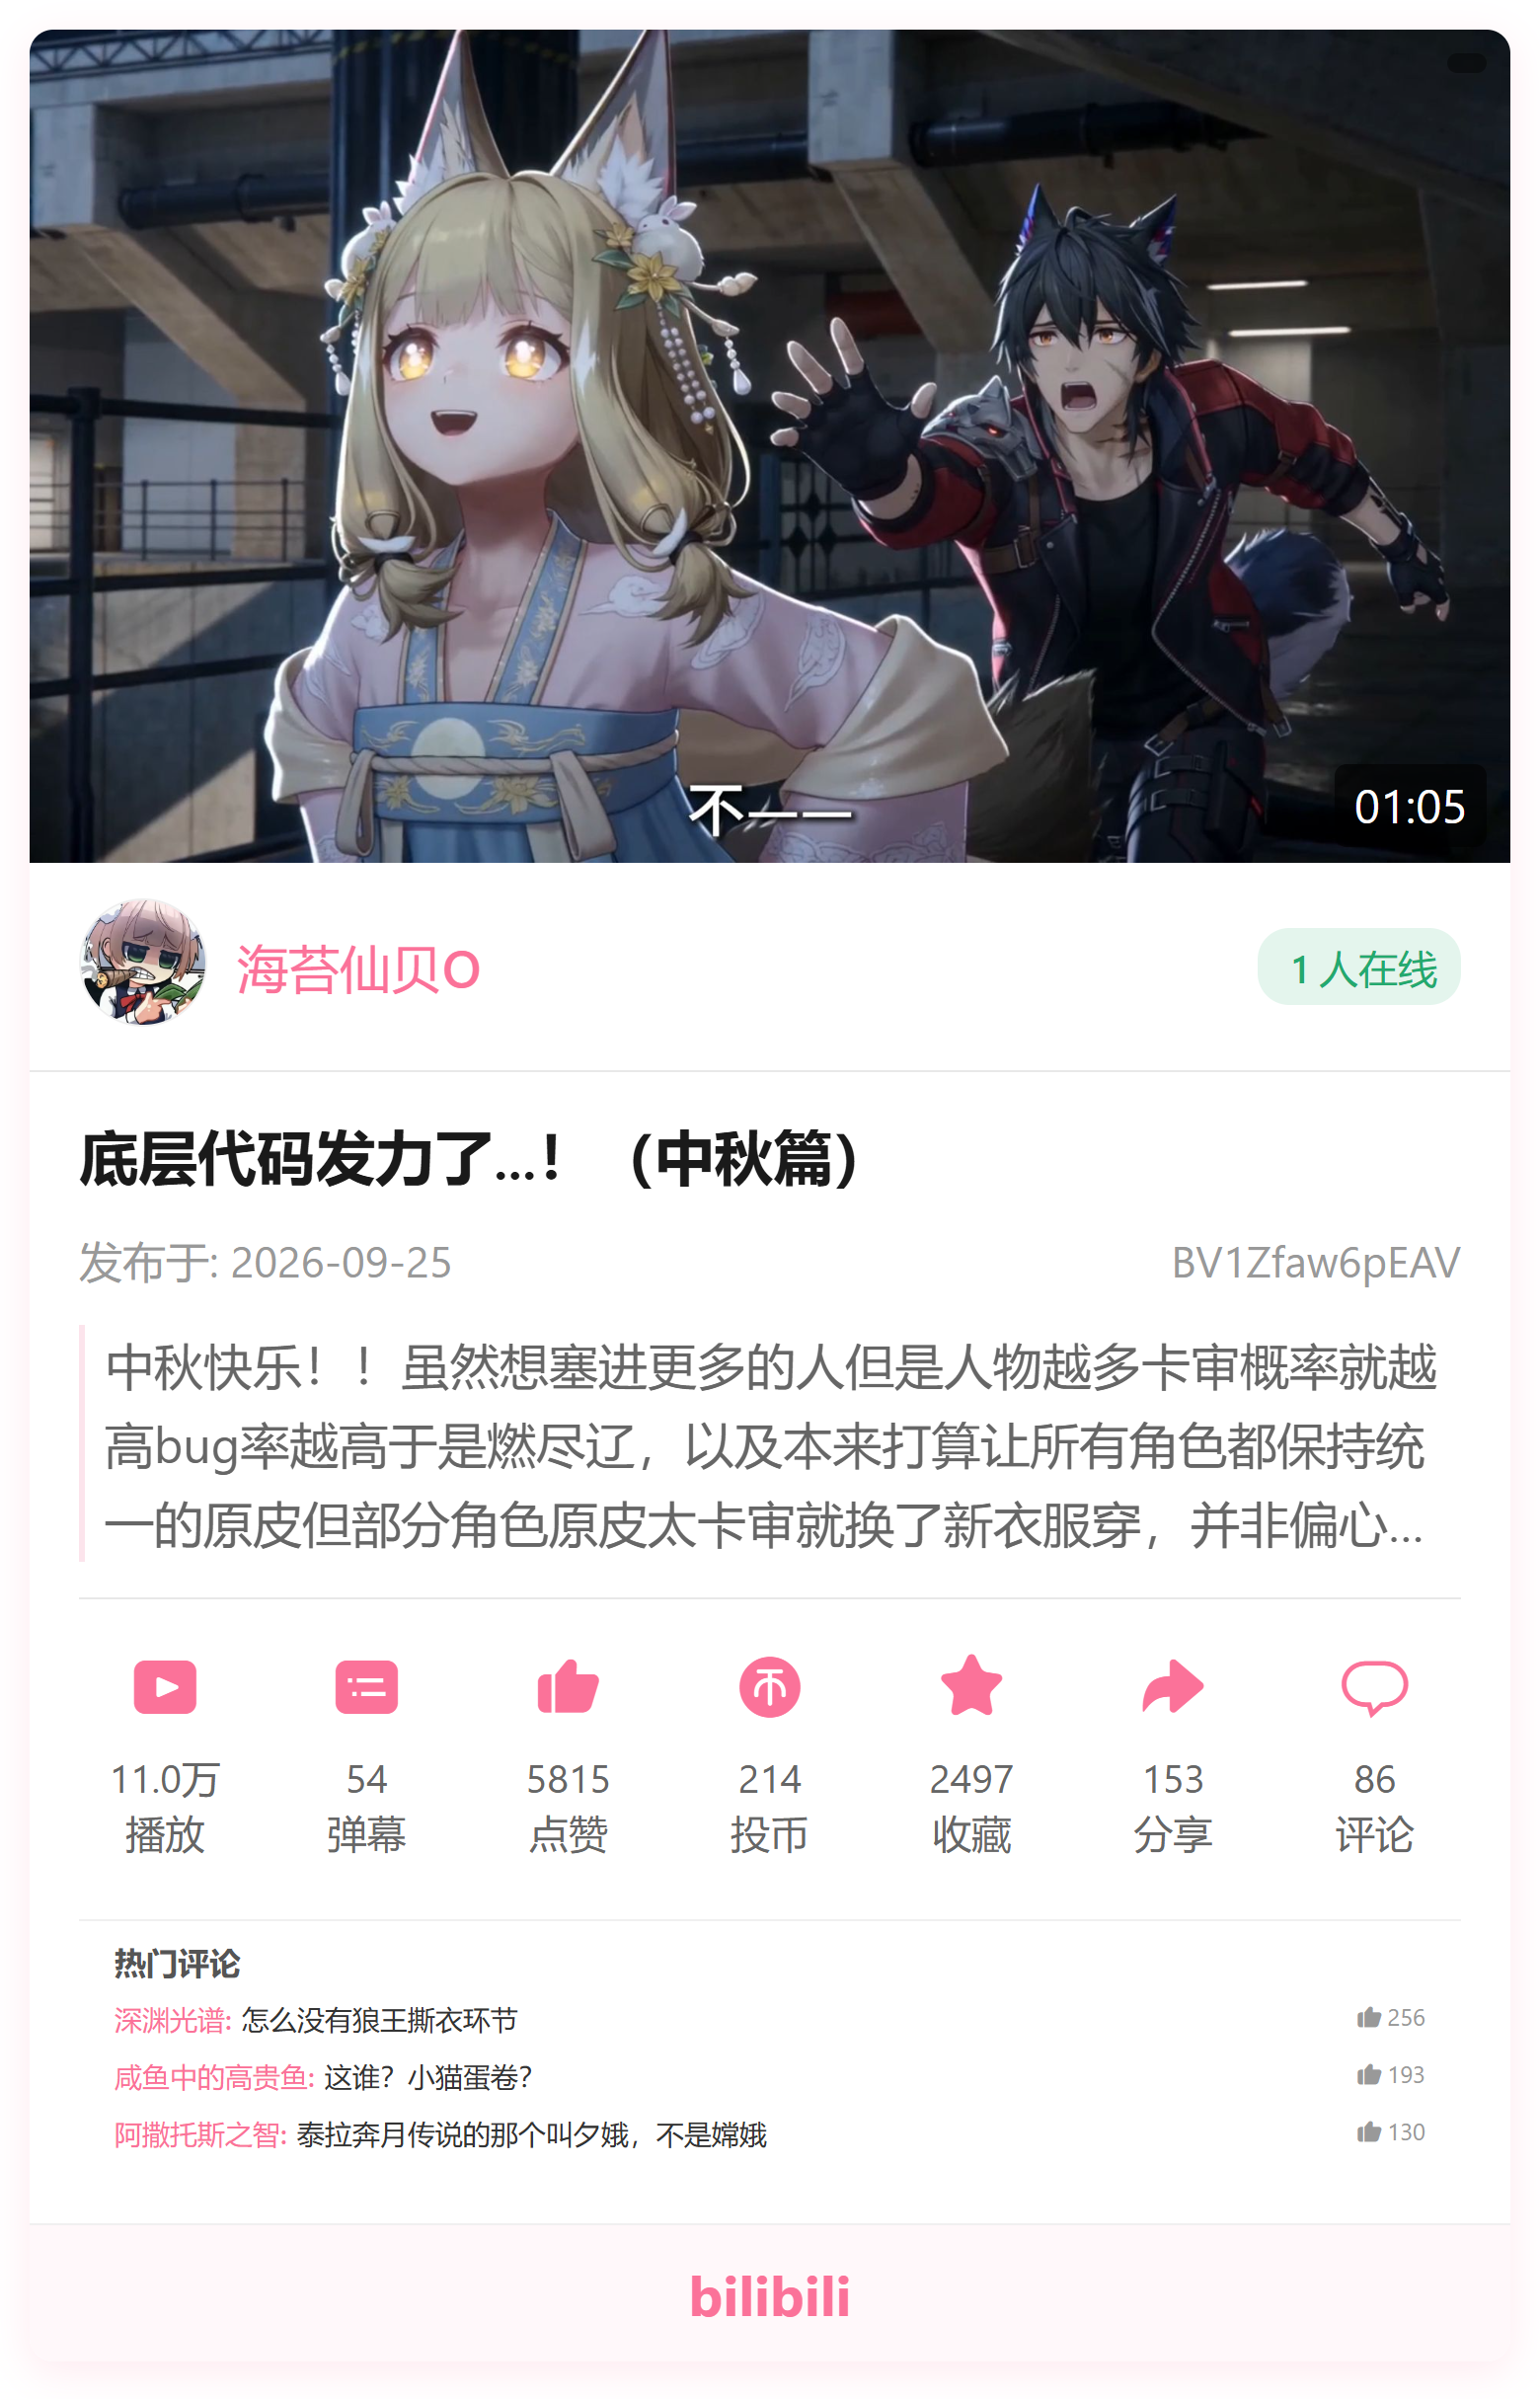 不——
01:05
海苔仙贝O
1 人在线
底层代码发力了...！（中秋篇）
发布于: 2026-09-25
BV1Zfaw6pEAV
中秋快乐！！虽然想塞进更多的人但是人物越多卡审概率就越
高bug率越高于是燃尽辽，以及本来打算让所有角色都保持统
一的原皮但部分角色原皮太卡审就换了新衣服穿，并非偏心...
11.0万 54 5815 214 2497 153 86
播放 弹幕 点赞 投币 收藏 分享 评论
热门评论
深渊光谱: 怎么没有狼王撕衣环节 256
咸鱼中的高贵鱼: 这谁？小猫蛋卷？ 193
阿撒托斯之智: 泰拉奔月传说的那个叫夕娥，不是嫦娥 130
bilibili